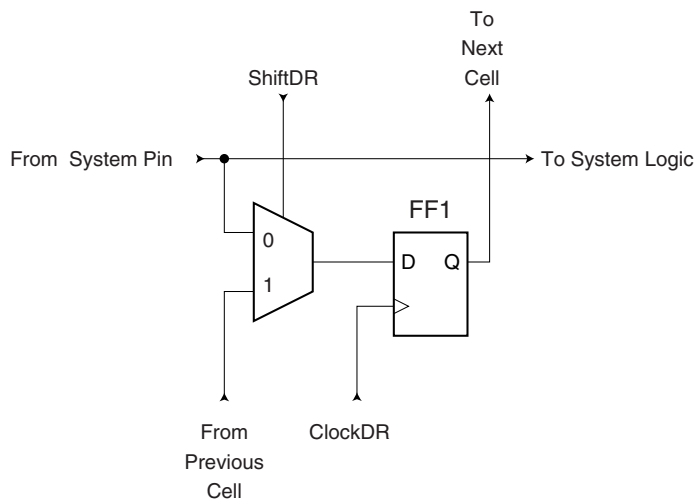 To
Next
Cell
ShiftDR
From System Pin
To System Logic
FF1
0
D Q
1
From
Previous
Cell
ClockDR